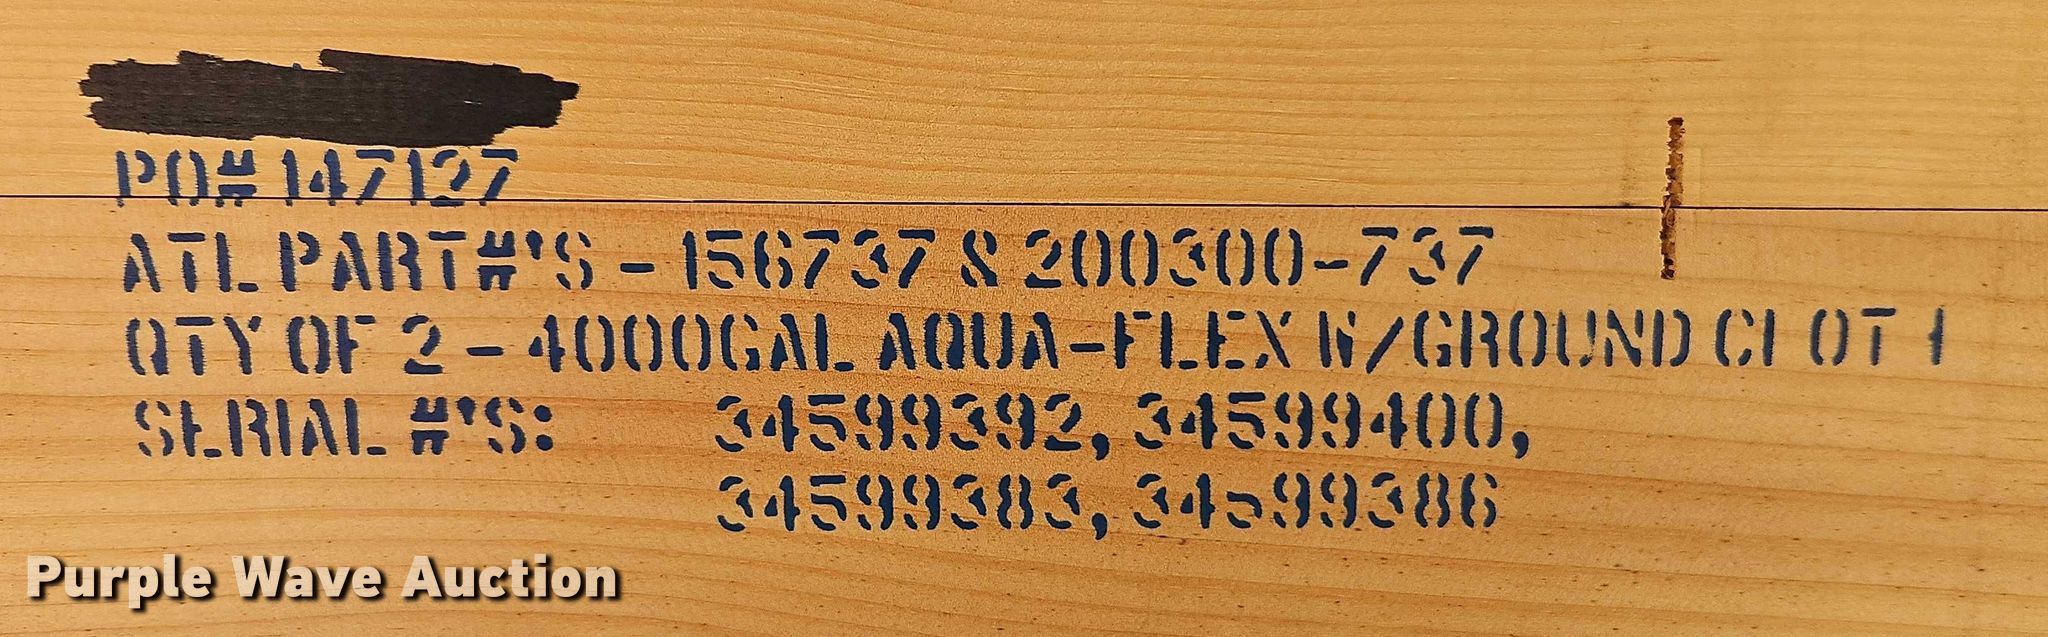 PO# 147127
ATL PART#'S - 156737 & 200300-737
QTY OF 2 - 4000GAL AQUA-FLEX W/GROUND CLOTH
SERIAL #'S: 34599392, 34599400,
34599383, 34599386
Purple Wave Auction